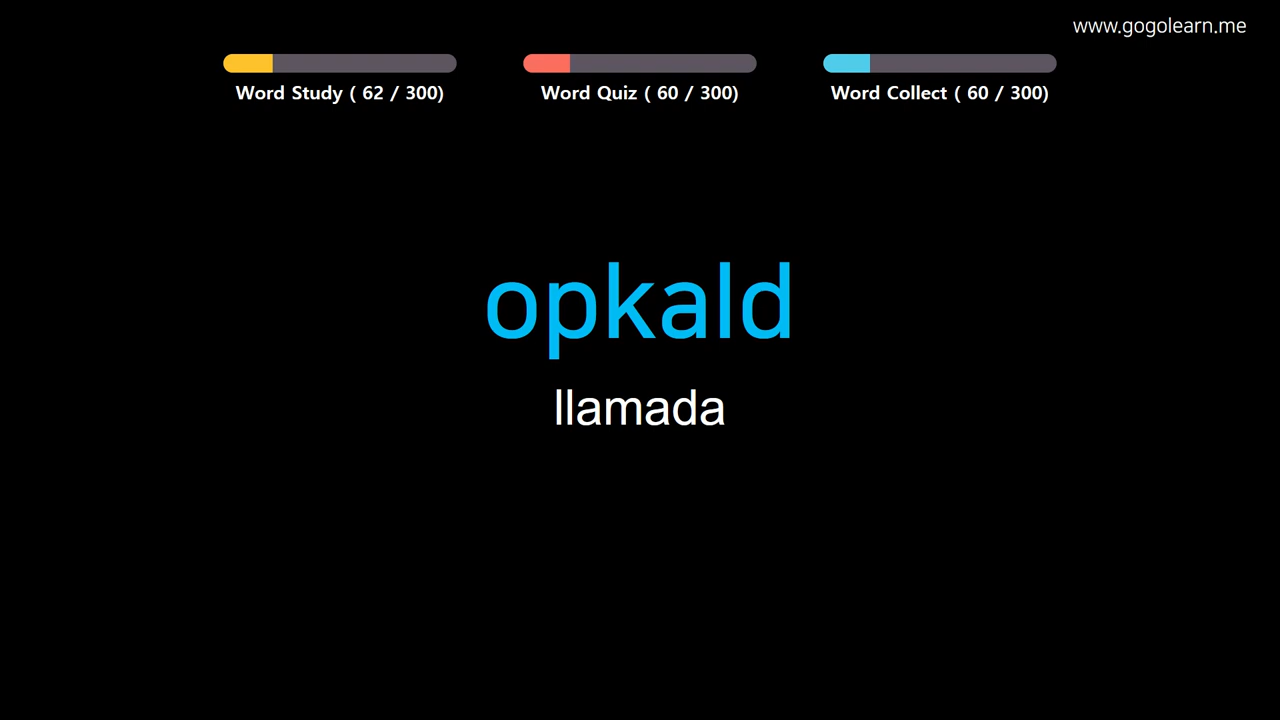 www.gogolearn.me
Word Study ( 62 / 300)
Word Quiz ( 60 / 300)
Word Collect ( 60 / 300)
opkald
llamada